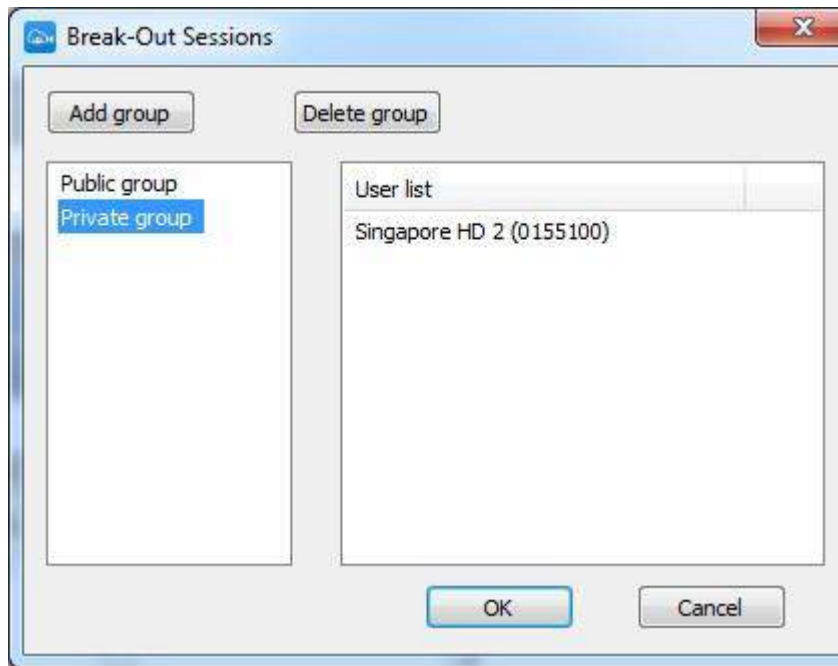 Break-Out Sessions
Add group
Delete group
Public group
Private group
User list
Singapore HD 2 (0155100)
OK
Cancel